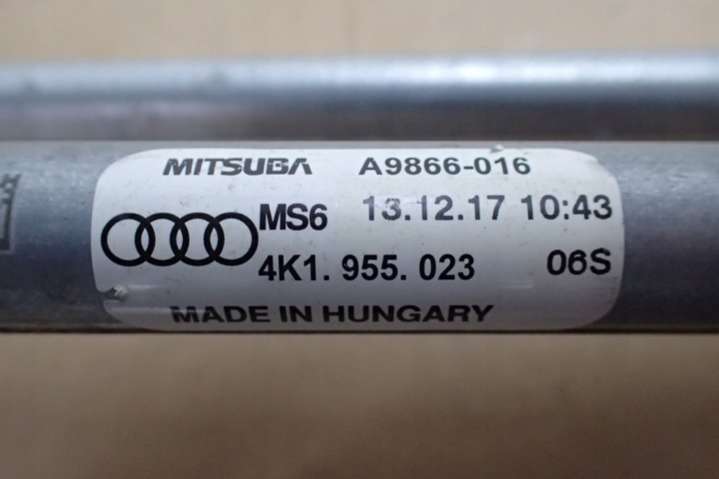 MITSUBA A9866-016
MS6 13.12.17 10:43
4K1. 955. 023 06S
MADE IN HUNGARY